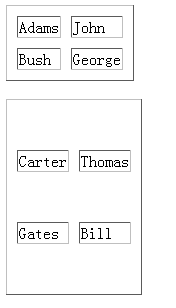 Adams John
Bush George
Carter Thomas
Gates Bill